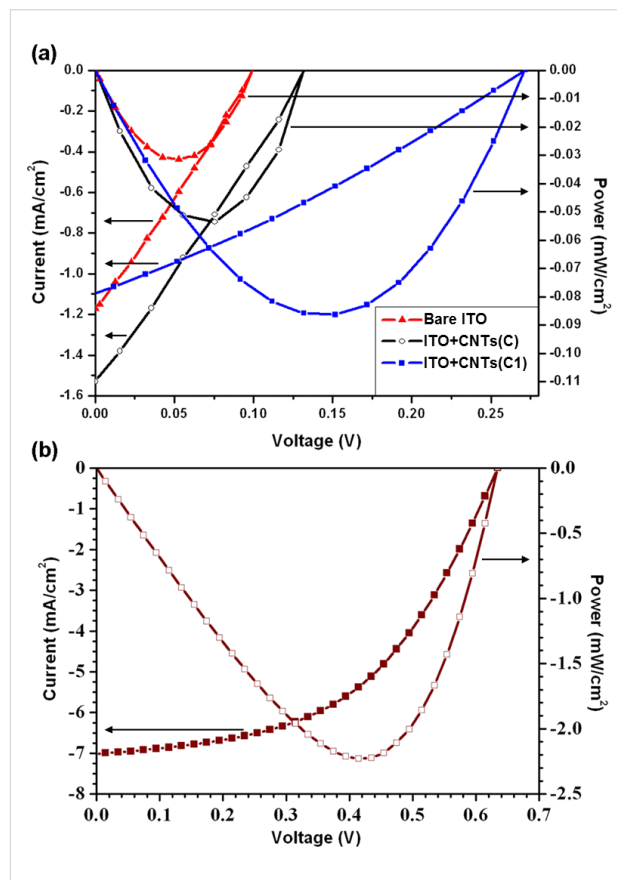 (a)
0.0
-0.2
-0.4
-0.6
-0.8
-1.0
-1.2
-1.4
-1.6
Current (mA/cm²)
0.00
-0.01
-0.02
-0.03
-0.04
-0.05
-0.06
-0.07
-0.08
-0.09
-0.10
-0.11
Power (mW/cm²)
Bare ITO
ITO+CNTs(C)
ITO+CNTs(C1)
0.00 0.05 0.10 0.15 0.20 0.25
Voltage (V)
(b)
0
-1
-2
-3
-4
-5
-6
-7
-8
Current (mA/cm²)
0.0
-0.5
-1.0
-1.5
-2.0
-2.5
Power (mW/cm²)
0.0 0.1 0.2 0.3 0.4 0.5 0.6 0.7
Voltage (V)